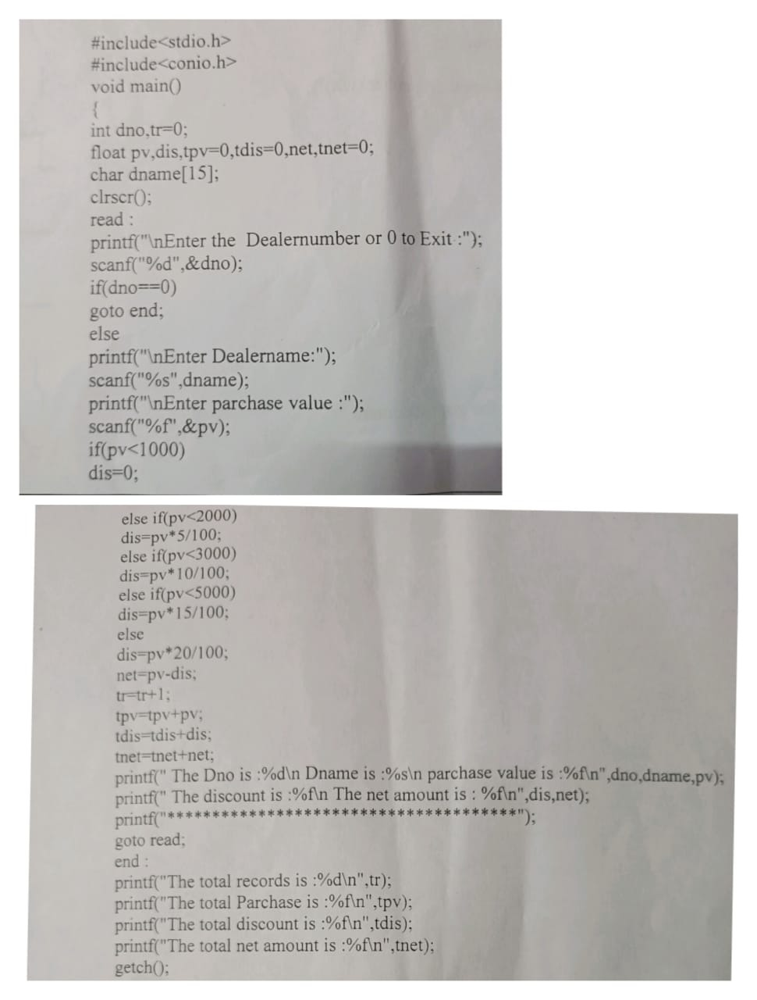 #include<stdio.h>
#include<conio.h>
void main()
{
int dno,tr=0;
float pv,dis,tpv=0,tdis=0,net,tnet=0;
char dname[15];
clrscr();
read :
printf("\nEnter the  Dealernumber or 0 to Exit :");
scanf("%d",&dno);
if(dno==0)
goto end;
else
printf("\nEnter Dealername:");
scanf("%s",dname);
printf("\nEnter parchase value :");
scanf("%f",&pv);
if(pv<1000)
dis=0;
else if(pv<2000)
dis=pv*5/100;
else if(pv<3000)
dis=pv*10/100;
else if(pv<5000)
dis=pv*15/100;
else
dis=pv*20/100;
net=pv-dis;
tr=tr+1;
tpv=tpv+pv;
tdis=tdis+dis;
tnet=tnet+net;
printf(" The Dno is :%d\n Dname is :%s\n parchase value is :%f\n",dno,dname,pv);
printf(" The discount is :%f\n The net amount is : %f\n",dis,net);
printf("**************************************");
goto read;
end :
printf("The total records is :%d\n",tr);
printf("The total Parchase is :%f\n",tpv);
printf("The total discount is :%f\n",tdis);
printf("The total net amount is :%f\n",tnet);
getch();